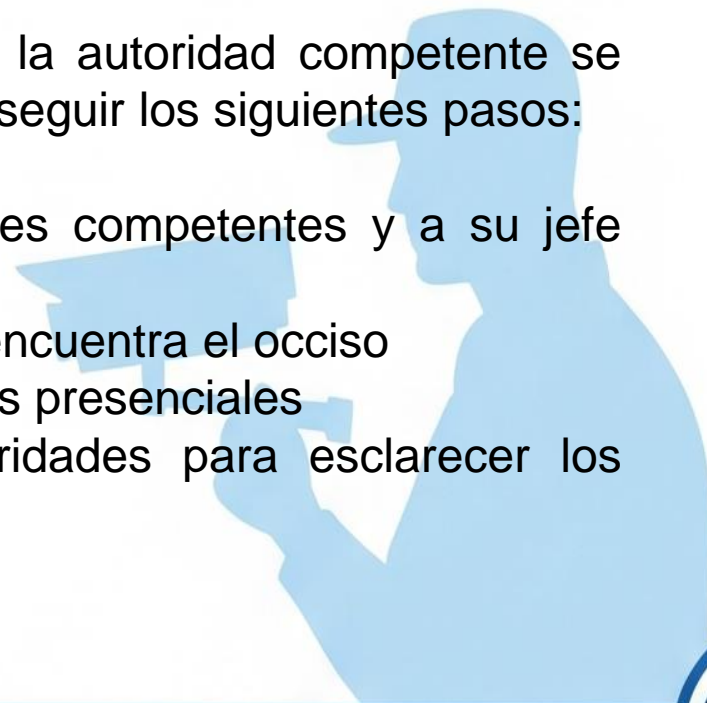 la autoridad competente se
seguir los siguientes pasos:
es competentes y a su jefe
encuentra el occiso
s presenciales
ridades para esclarecer los